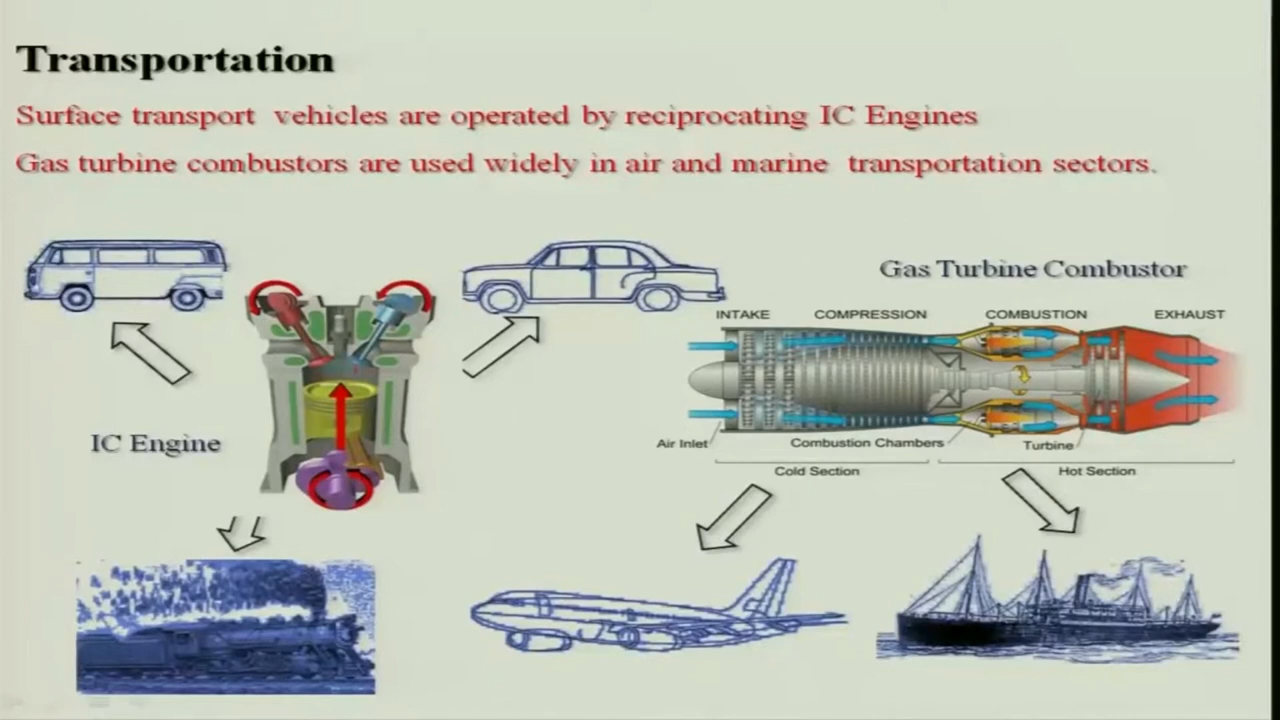 Transportation
Surface transport vehicles are operated by reciprocating IC Engines
Gas turbine combustors are used widely in air and marine transportation sectors.
Gas Turbine Combustor
INTAKE COMPRESSION COMBUSTION EXHAUST
IC Engine
Air Inlet Combustion Chambers Turbine
Cold Section Hot Section